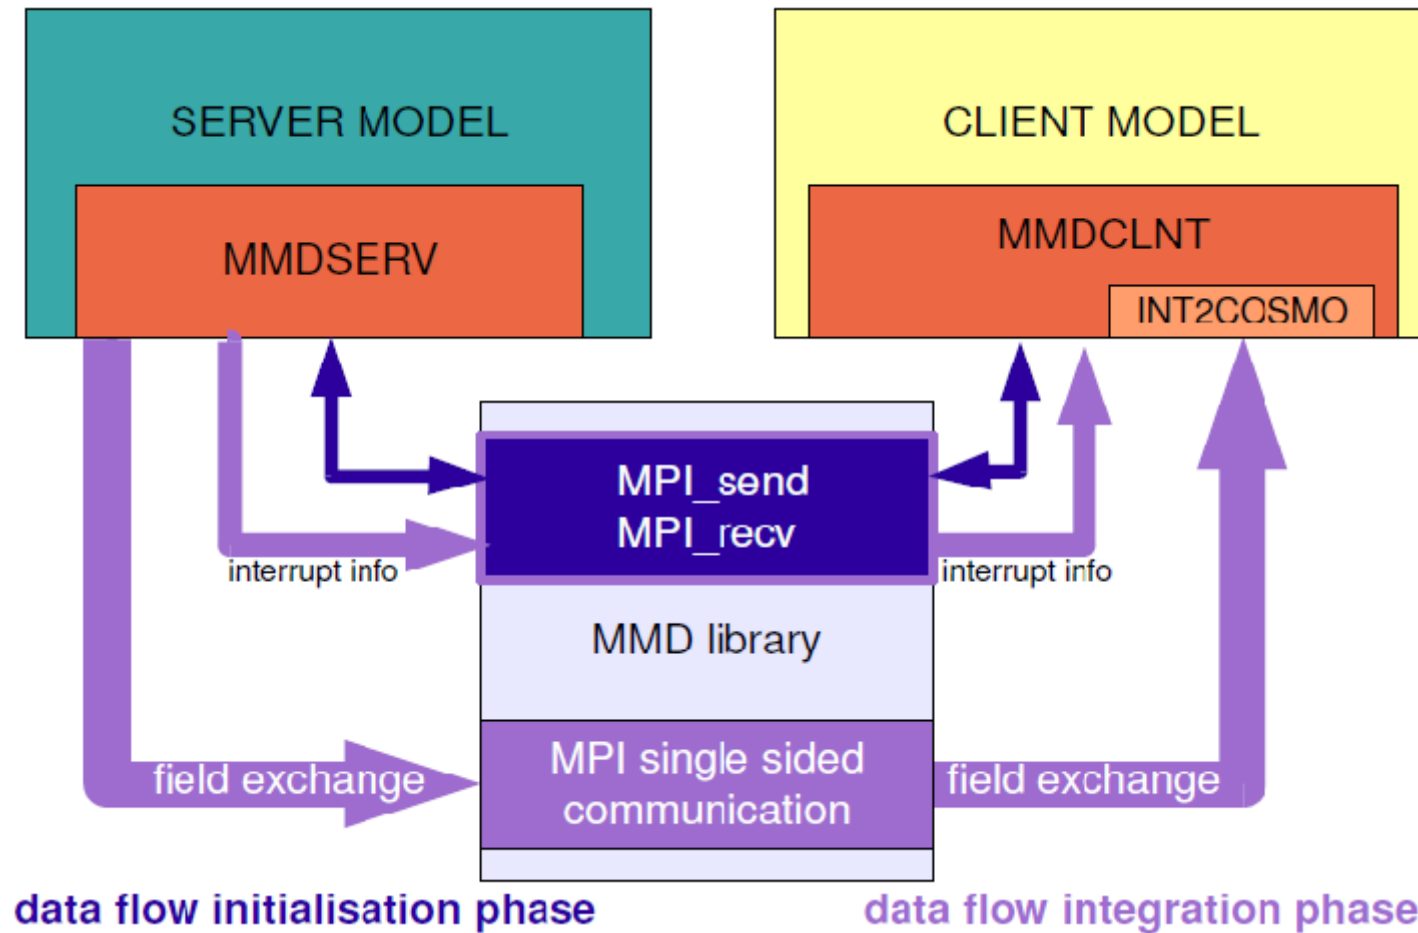 SERVER MODEL
CLIENT MODEL
MMDSERV
MMDCLNT
INT2COSMO
MPI_send
MPI_recv
interrupt info
interrupt info
MMD library
field exchange
MPI single sided
communication
field exchange
data flow initialisation phase
data flow integration phase